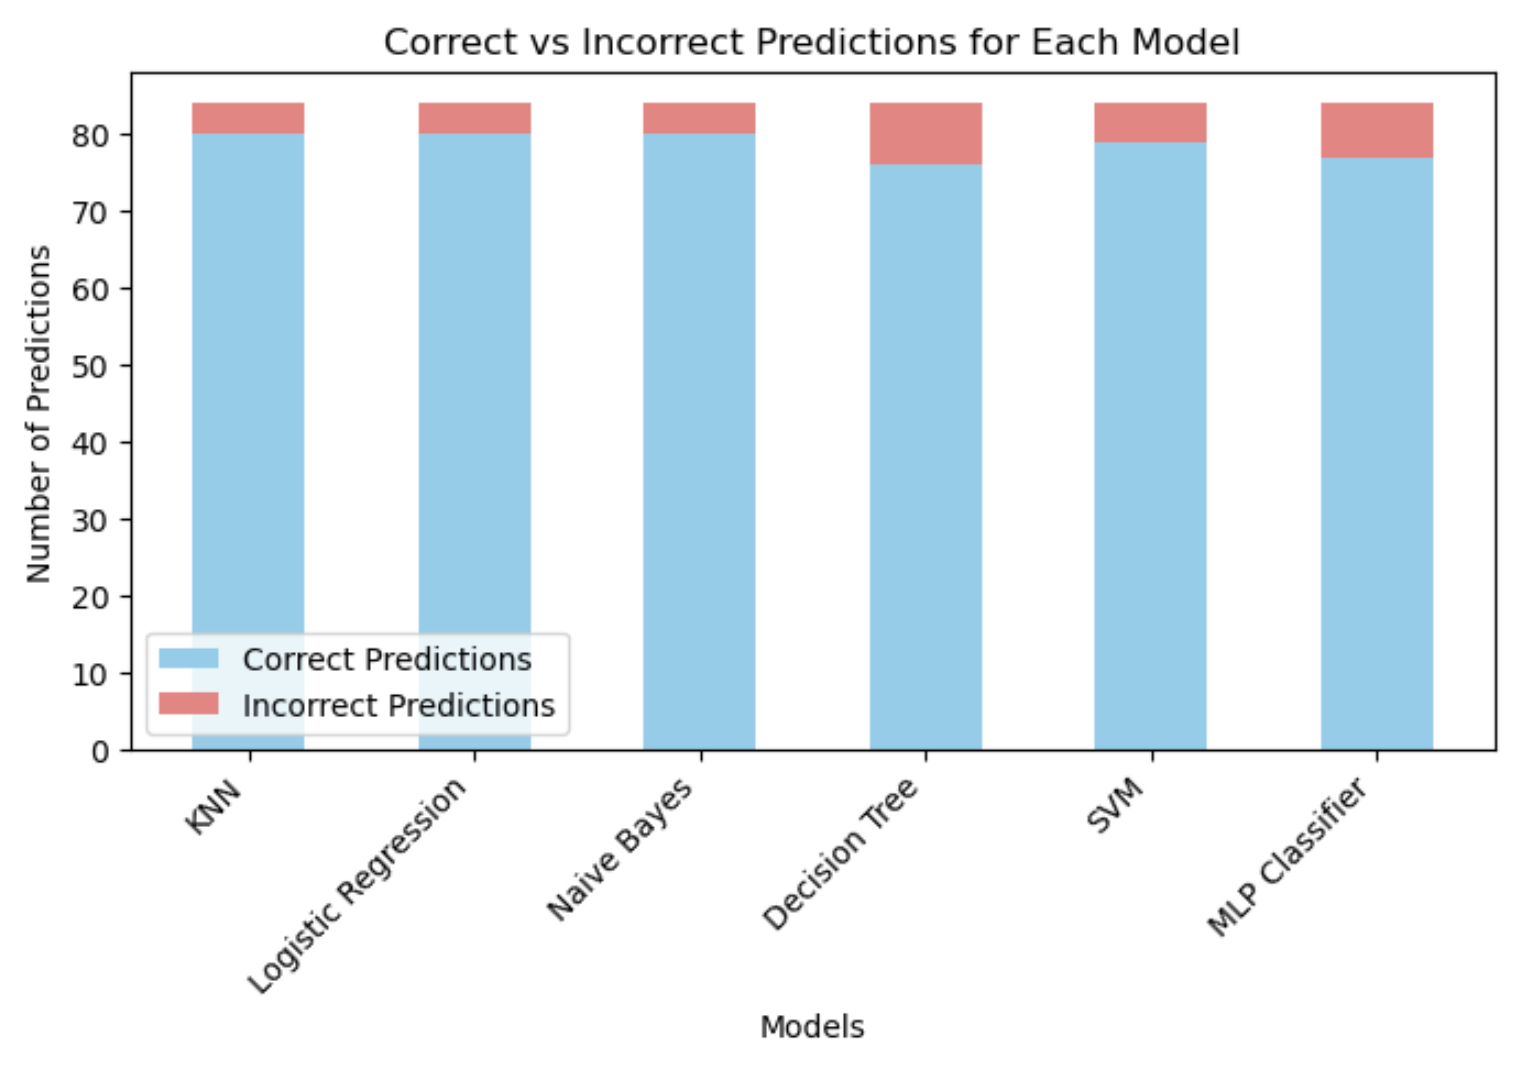 Correct vs Incorrect Predictions for Each Model
Number of Predictions
80
70
60
50
40
30
20
10
0
Correct Predictions
Incorrect Predictions
KNN
Logistic Regression
Naive Bayes
Decision Tree
SVM
MLP Classifier
Models